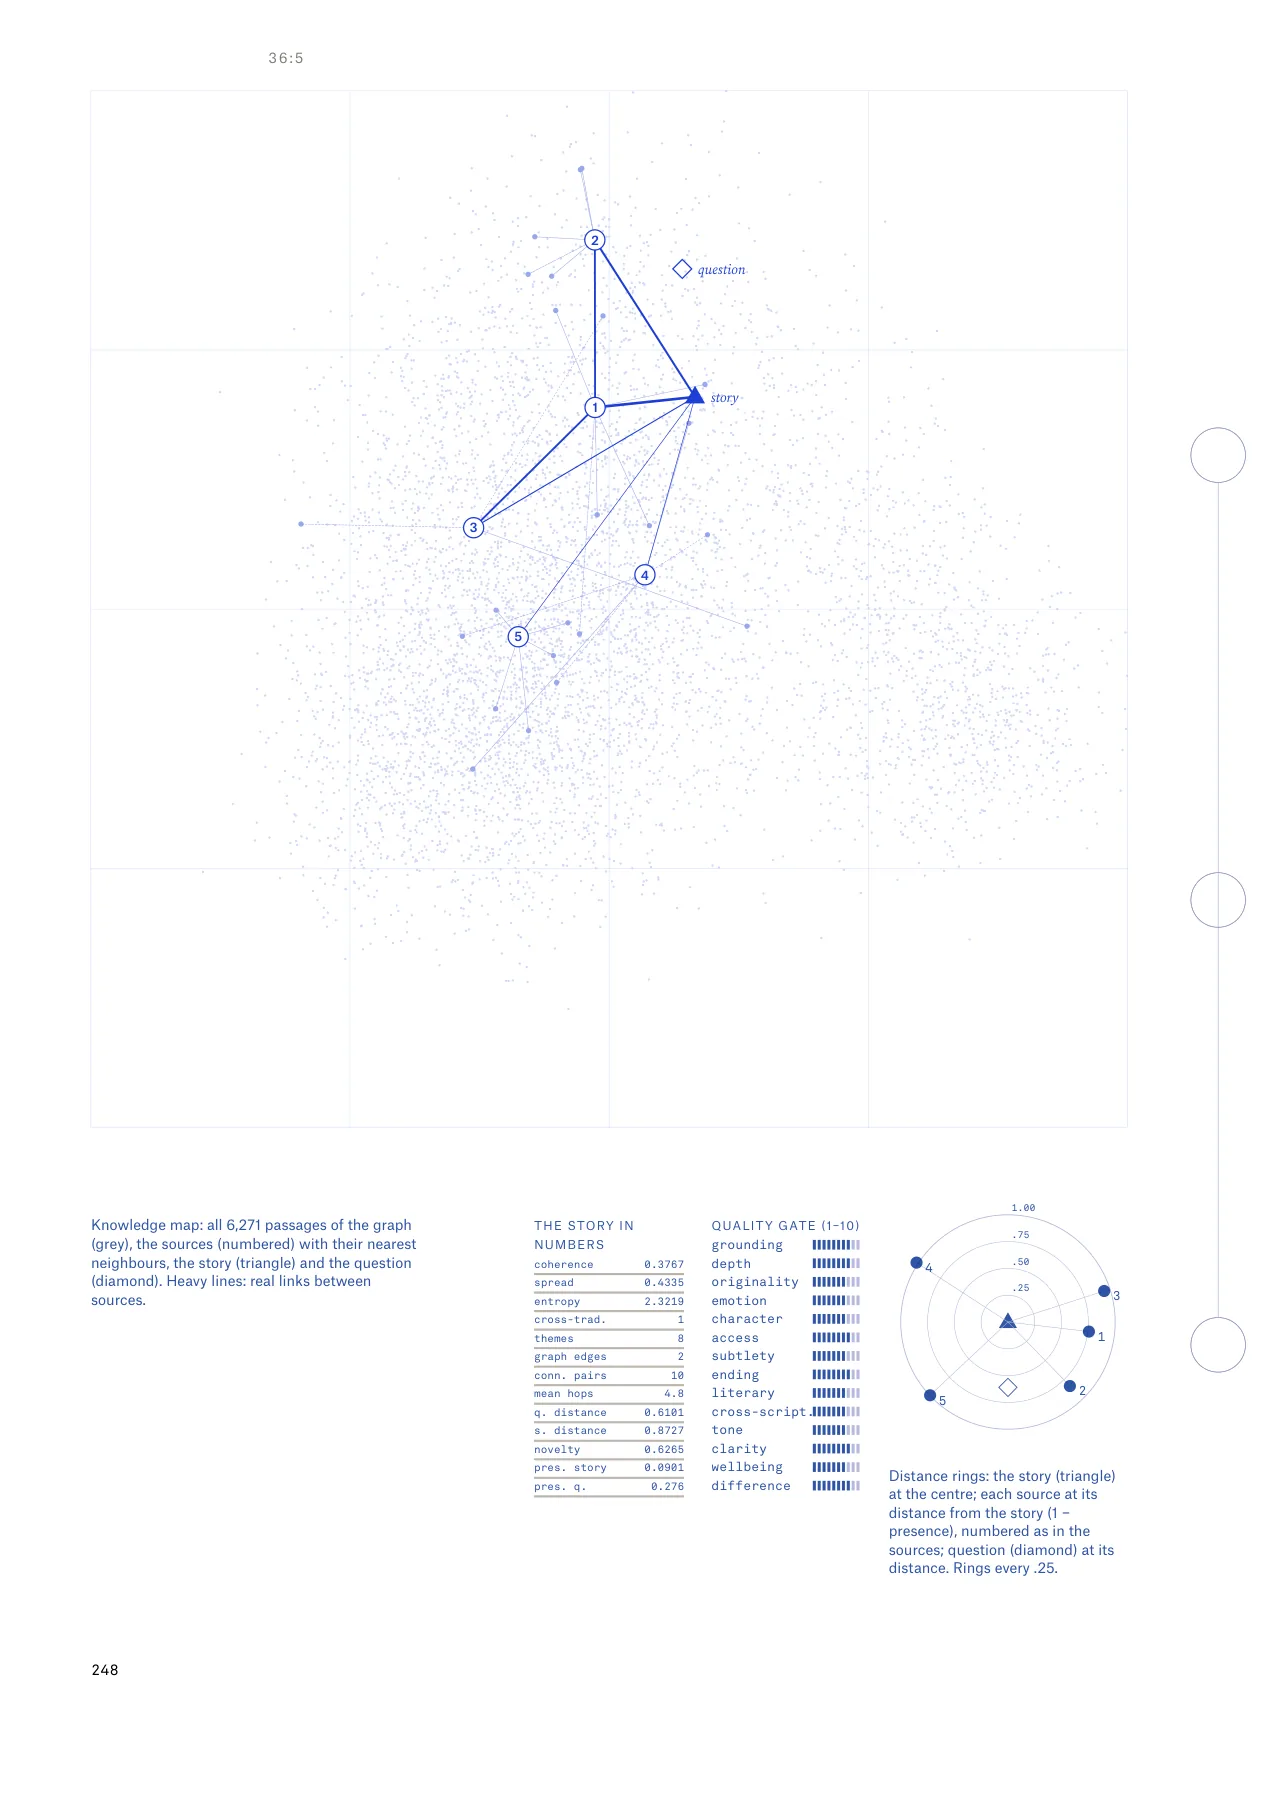 36:5
2
question
1
story
3
4
5
Knowledge map: all 6,271 passages of the graph
(grey), the sources (numbered) with their nearest
neighbours, the story (triangle) and the question
(diamond). Heavy lines: real links between
sources.
THE STORY IN
NUMBERS
coherence 0.3767
spread 0.4335
entropy 2.3219
cross-trad. 1
themes 8
graph edges 2
conn. pairs 10
mean hops 4.8
q. distance 0.6101
s. distance 0.8727
novelty 0.6265
pres. story 0.0901
pres. q. 0.276
QUALITY GATE (1–10)
grounding
depth
originality
emotion
character
access
subtlety
ending
literary
cross-script.
tone
clarity
wellbeing
difference
1.00
.75
.50
.25
4
3
1
2
5
Distance rings: the story (triangle)
at the centre; each source at its
distance from the story (1 –
presence), numbered as in the
sources; question (diamond) at its
distance. Rings every .25.
248